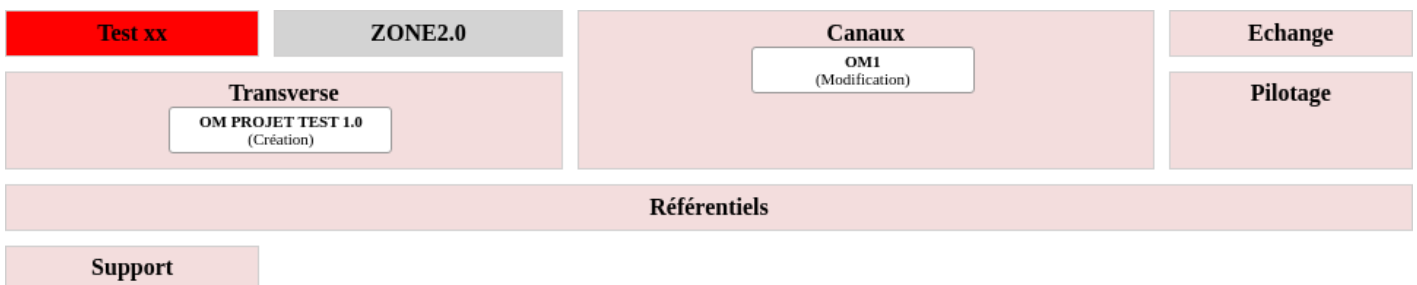 Test xx
ZONE2.0
Canaux
OM1
(Modification)
Echange
Transverse
OM PROJET TEST 1.0
(Création)
Pilotage
Référentiels
Support